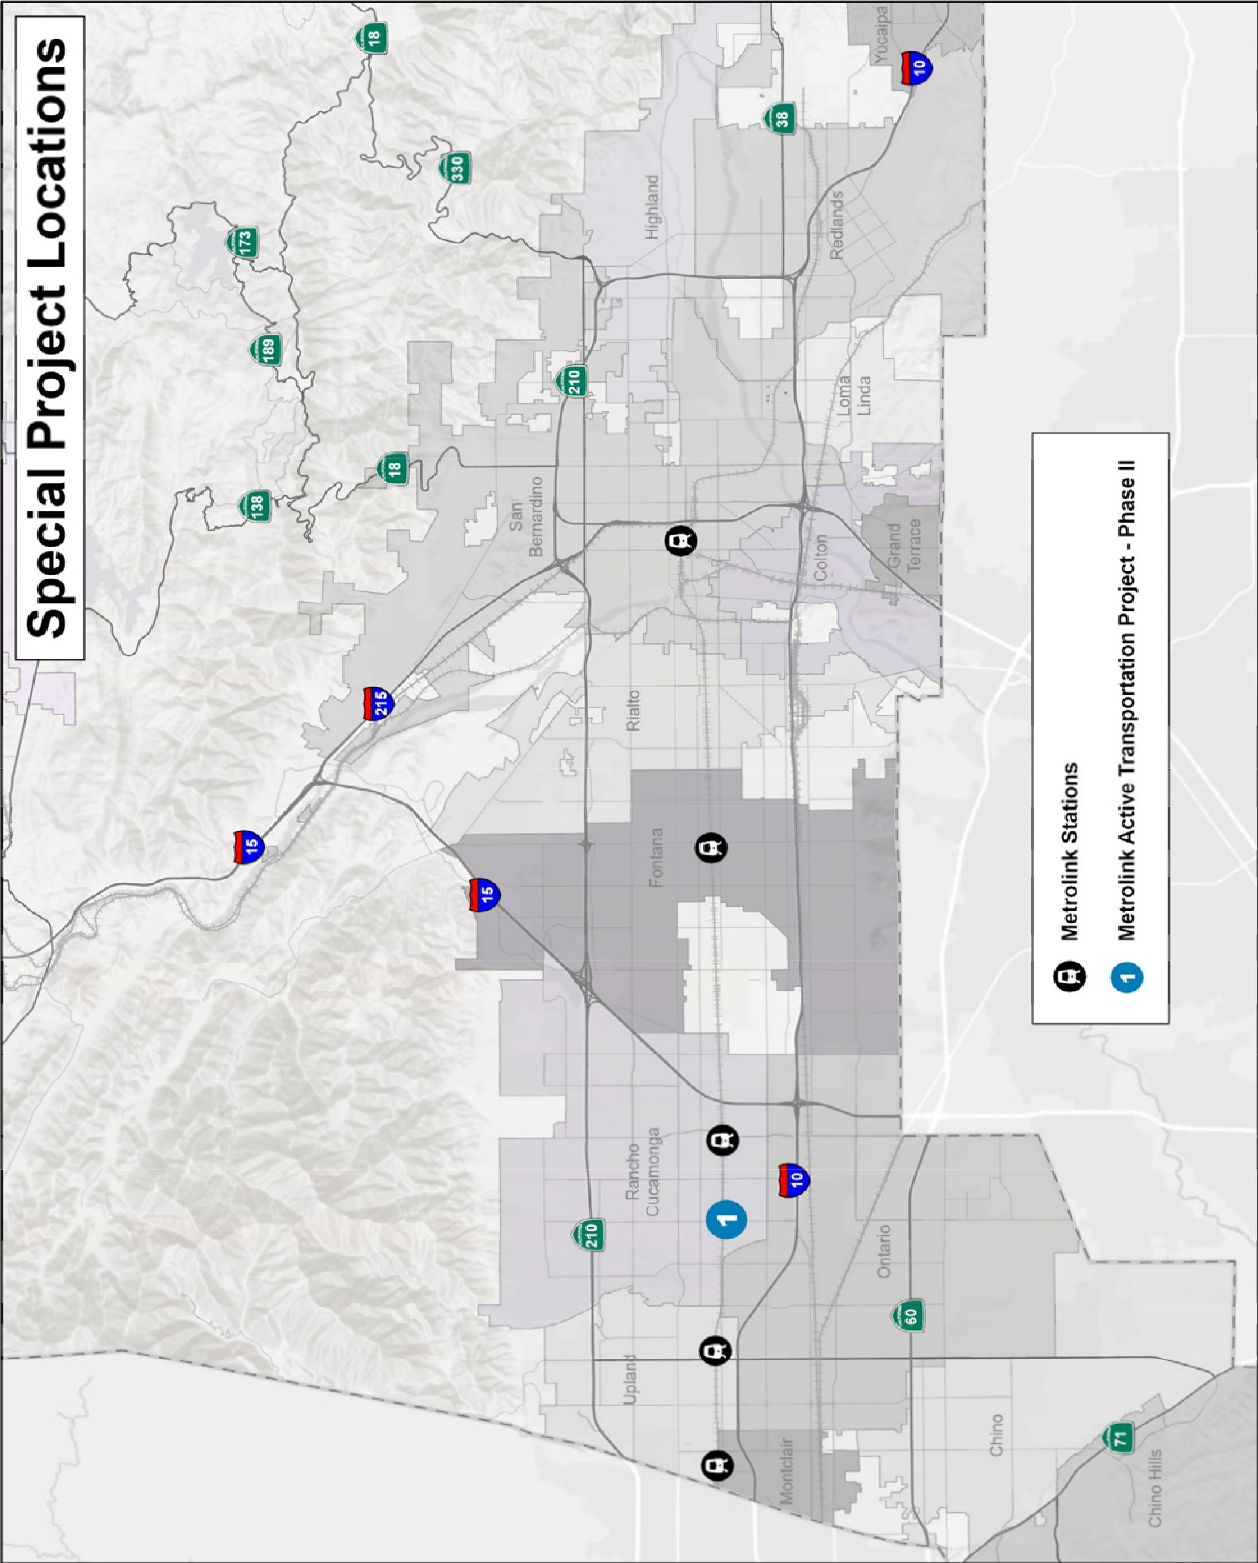 Special Project Locations
18
330
173
189
138
18
38
10
Yucaipa
Highland
Redlands
210
Loma
Linda
San
Bernardino
Colton
Grand
Terrace
215
15
15
Rialto
Fontana
Rancho
Cucamonga
1
10
210
Ontario
60
Upland
Montclair
Chino
71
Chino Hills
Metrolink Stations
1 Metrolink Active Transportation Project - Phase II